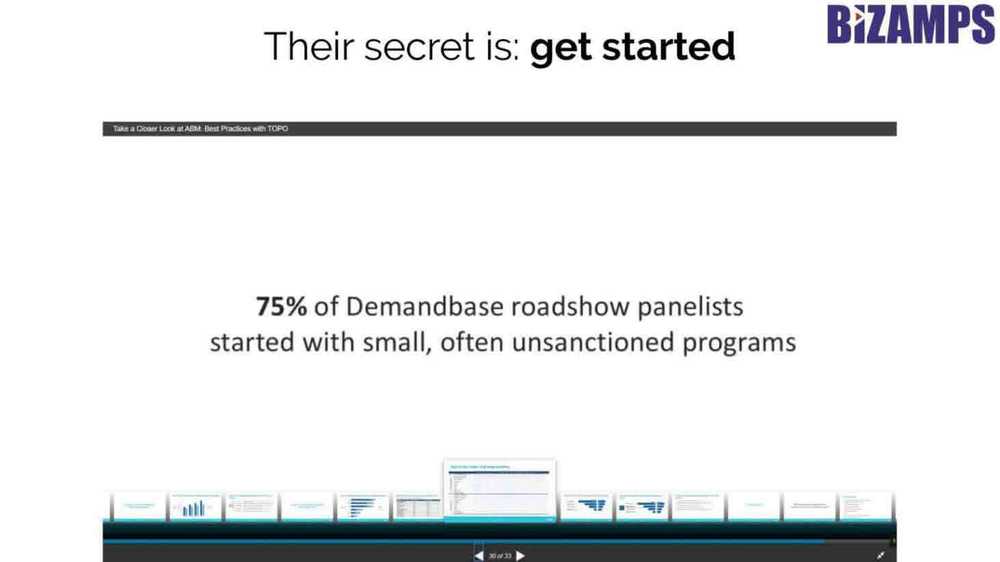 Their secret is: get started
BiZAMPS
Take a Closer Look at ABM: Best Practices with TOPO
75% of Demandbase roadshow panelists
started with small, often unsanctioned programs
30 of 33